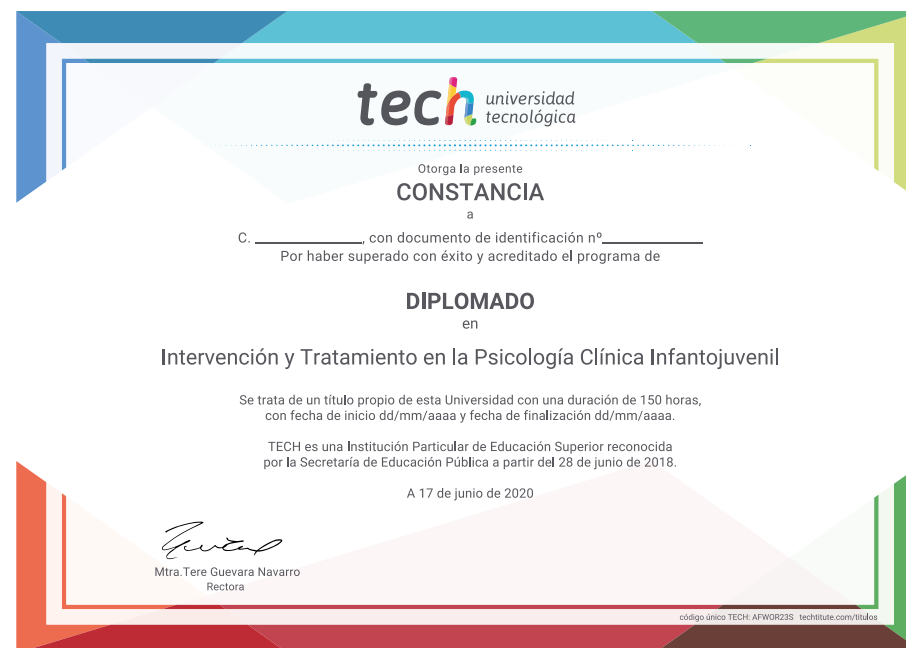 tech universidad
tecnológica
Otorga la presente
CONSTANCIA
a
C. ______________, con documento de identificación nº_____________
Por haber superado con éxito y acreditado el programa de
DIPLOMADO
en
Intervención y Tratamiento en la Psicología Clínica Infantojuvenil
Se trata de un título propio de esta Universidad con una duración de 150 horas,
con fecha de inicio dd/mm/aaaa y fecha de finalización dd/mm/aaaa.
TECH es una Institución Particular de Educación Superior reconocida
por la Secretaría de Educación Pública a partir del 28 de junio de 2018.
A 17 de junio de 2020
Mtra.Tere Guevara Navarro
Rectora
código único TECH: AFWOR23S techtitute.com/titulos